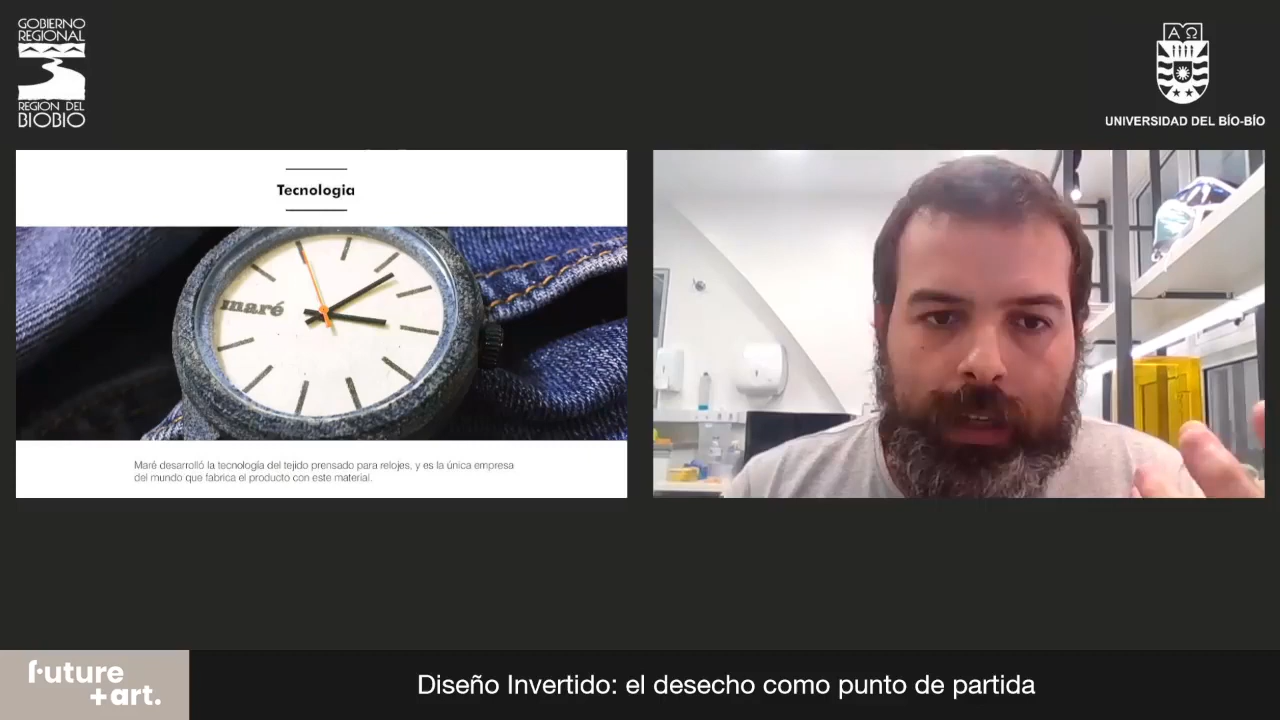 GOBIERNO
REGIONAL
REGION DEL
BIOBIO
ΑΩ
UNIVERSIDAD DEL BÍO-BÍO
Tecnologia
maré
Maré desarrolló la tecnología del tejido prensado para relojes, y es la única empresa
del mundo que fabrica el producto con este material.
future
+art.
Diseño Invertido: el desecho como punto de partida